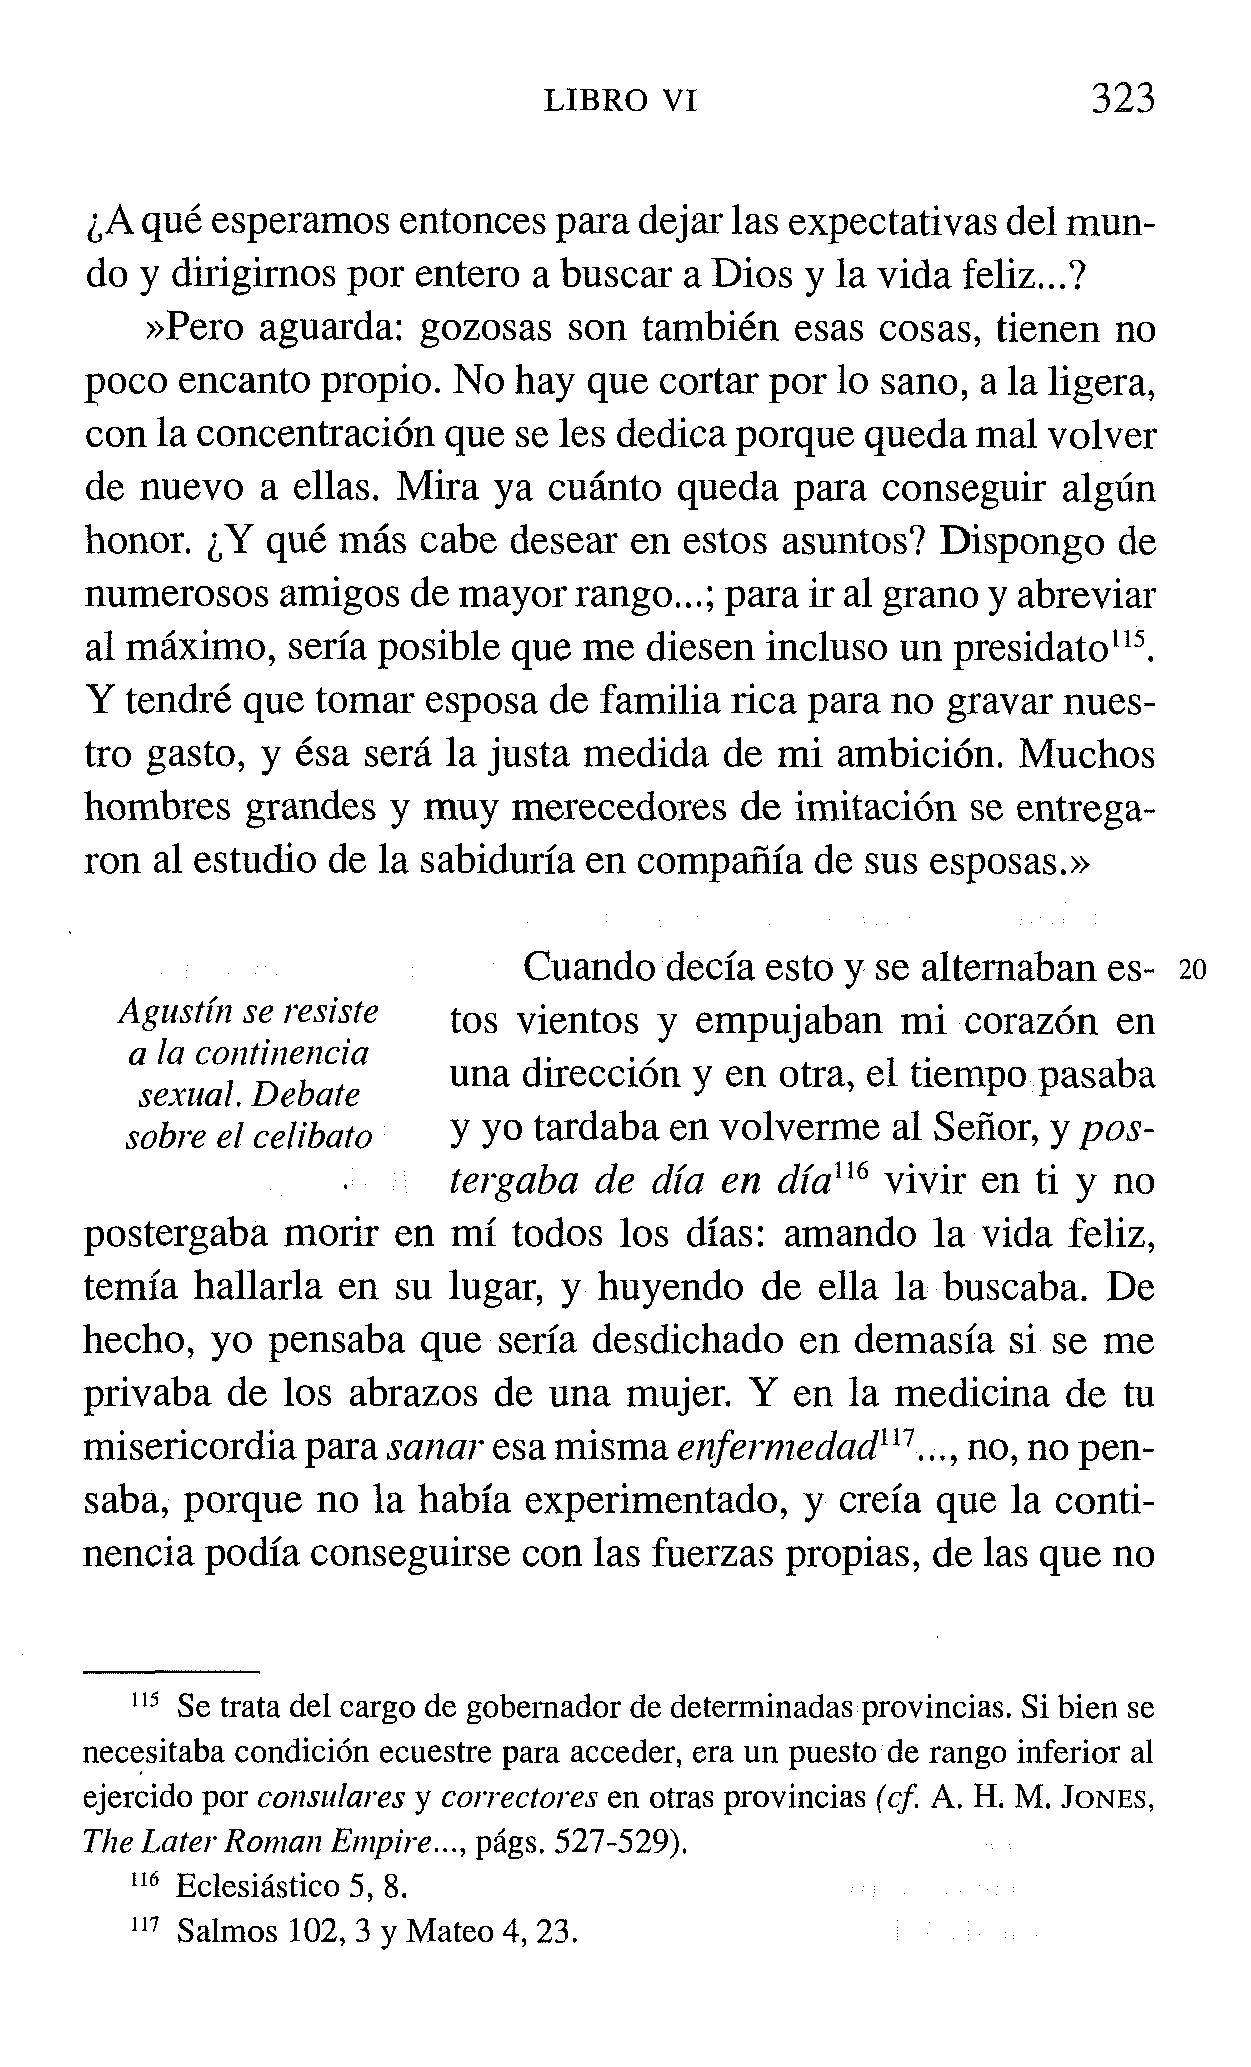 LIBRO VI 323
¿A qué esperamos entonces para dejar las expectativas del mun-
do y dirigirnos por entero a buscar a Dios y la vida feliz...?
»Pero aguarda: gozosas son también esas cosas, tienen no
poco encanto propio. No hay que cortar por lo sano, a la ligera,
con la concentración que se les dedica porque queda mal volver
de nuevo a ellas. Mira ya cuánto queda para conseguir algún
honor. ¿Y qué más cabe desear en estos asuntos? Dispongo de
numerosos amigos de mayor rango...; para ir al grano y abreviar
al máximo, sería posible que me diesen incluso un presidato¹¹⁵.
Y tendré que tomar esposa de familia rica para no gravar nues-
tro gasto, y ésa será la justa medida de mi ambición. Muchos
hombres grandes y muy merecedores de imitación se entrega-
ron al estudio de la sabiduría en compañía de sus esposas.»
Agustín se resiste
a la continencia
sexual. Debate
sobre el celibato
Cuando decía esto y se alternaban es- 20
tos vientos y empujaban mi corazón en
una dirección y en otra, el tiempo pasaba
y yo tardaba en volverme al Señor, y pos-
tergaba de día en día¹¹⁶ vivir en ti y no
postergaba morir en mí todos los días: amando la vida feliz,
temía hallarla en su lugar, y huyendo de ella la buscaba. De
hecho, yo pensaba que sería desdichado en demasía si se me
privaba de los abrazos de una mujer. Y en la medicina de tu
misericordia para sanar esa misma enfermedad¹¹⁷..., no, no pen-
saba, porque no la había experimentado, y creía que la conti-
nencia podía conseguirse con las fuerzas propias, de las que no
¹¹⁵ Se trata del cargo de gobernador de determinadas provincias. Si bien se
necesitaba condición ecuestre para acceder, era un puesto de rango inferior al
ejercido por consulares y correctores en otras provincias (cf. A. H. M. JONES,
The Later Roman Empire..., págs. 527-529).
¹¹⁶ Eclesiástico 5, 8.
¹¹⁷ Salmos 102, 3 y Mateo 4, 23.